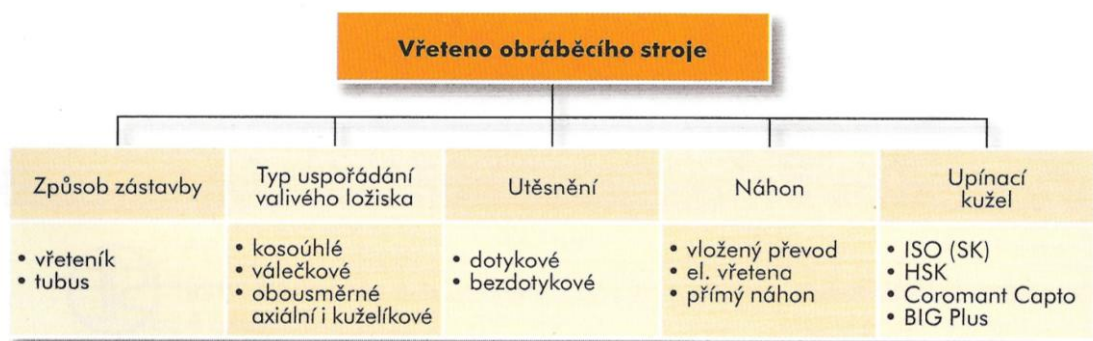 Vřeteno obráběcího stroje
Způsob zástavby
Typ uspořádání
valivého ložiska
Utěsnění
Náhon
Upínací
kužel
• vřeteník
• tubus
• kosoúhlé
• válečkové
• obousměrné
axiální i kuželíkové
• dotykové
• bezdotykové
• vložený převod
• el. vřetena
• přímý náhon
• ISO (SK)
• HSK
• Coromant Capto
• BIG Plus